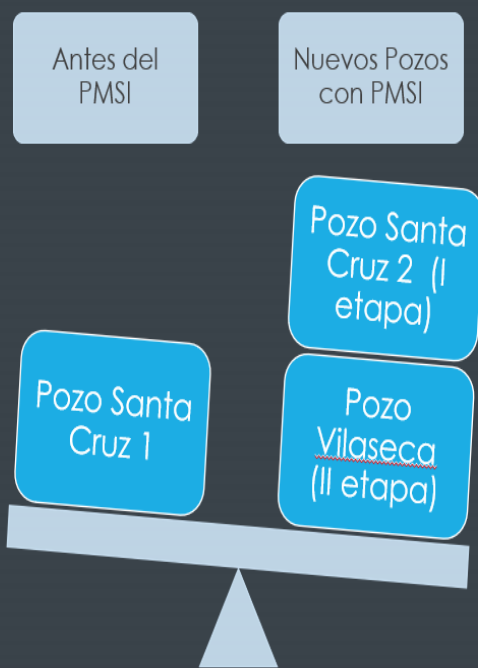 Antes del
PMSI
Nuevos Pozos
con PMSI
Pozo Santa
Cruz 2 (I
etapa)
Pozo Santa
Cruz 1
Pozo
Vilaseca
(II etapa)